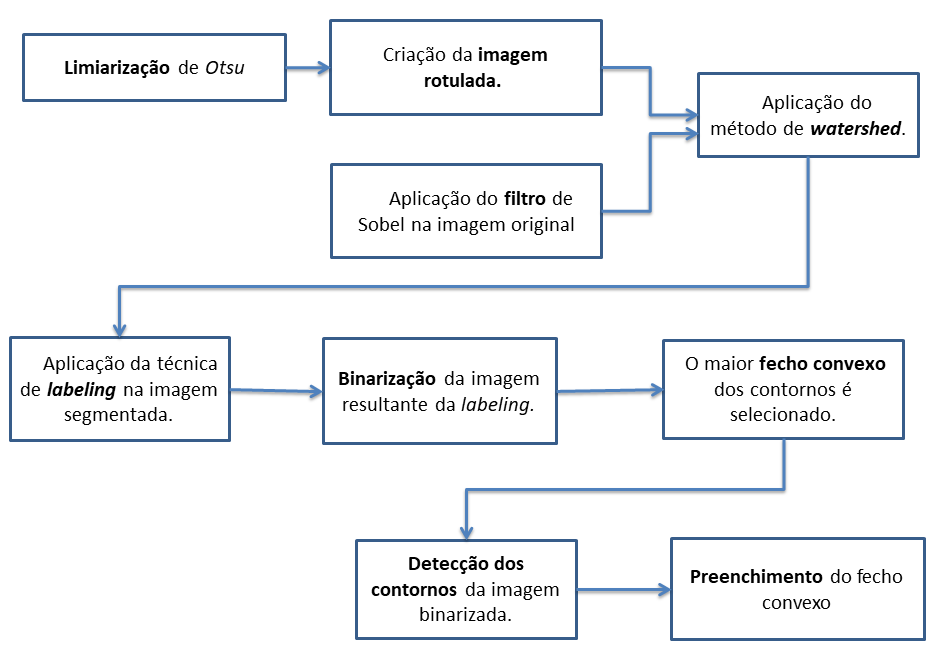 Limiarização de Otsu
Criação da imagem
rotulada.
Aplicação do
método de watershed.
Aplicação do filtro de
Sobel na imagem original
Aplicação da técnica
de labeling na imagem
segmentada.
Binarização da imagem
resultante da labeling.
O maior fecho convexo
dos contornos é
selecionado.
Detecção dos
contornos da imagem
binarizada.
Preenchimento do fecho
convexo